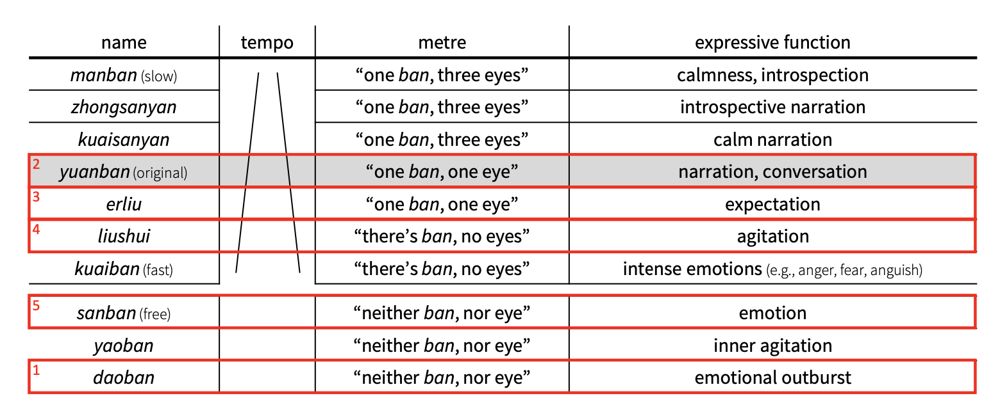 name tempo metre expressive function
manban (slow) “one ban, three eyes” calmness, introspection
zhongsanyan “one ban, three eyes” introspective narration
kuaisanyan “one ban, three eyes” calm narration
2 yuanban (original) “one ban, one eye” narration, conversation
3 erliu “one ban, one eye” expectation
4 liushui “there’s ban, no eyes” agitation
kuaiban (fast) “there’s ban, no eyes” intense emotions (e.g., anger, fear, anguish)
5 sanban (free) “neither ban, nor eye” emotion
yaoban “neither ban, nor eye” inner agitation
1 daoban “neither ban, nor eye” emotional outburst